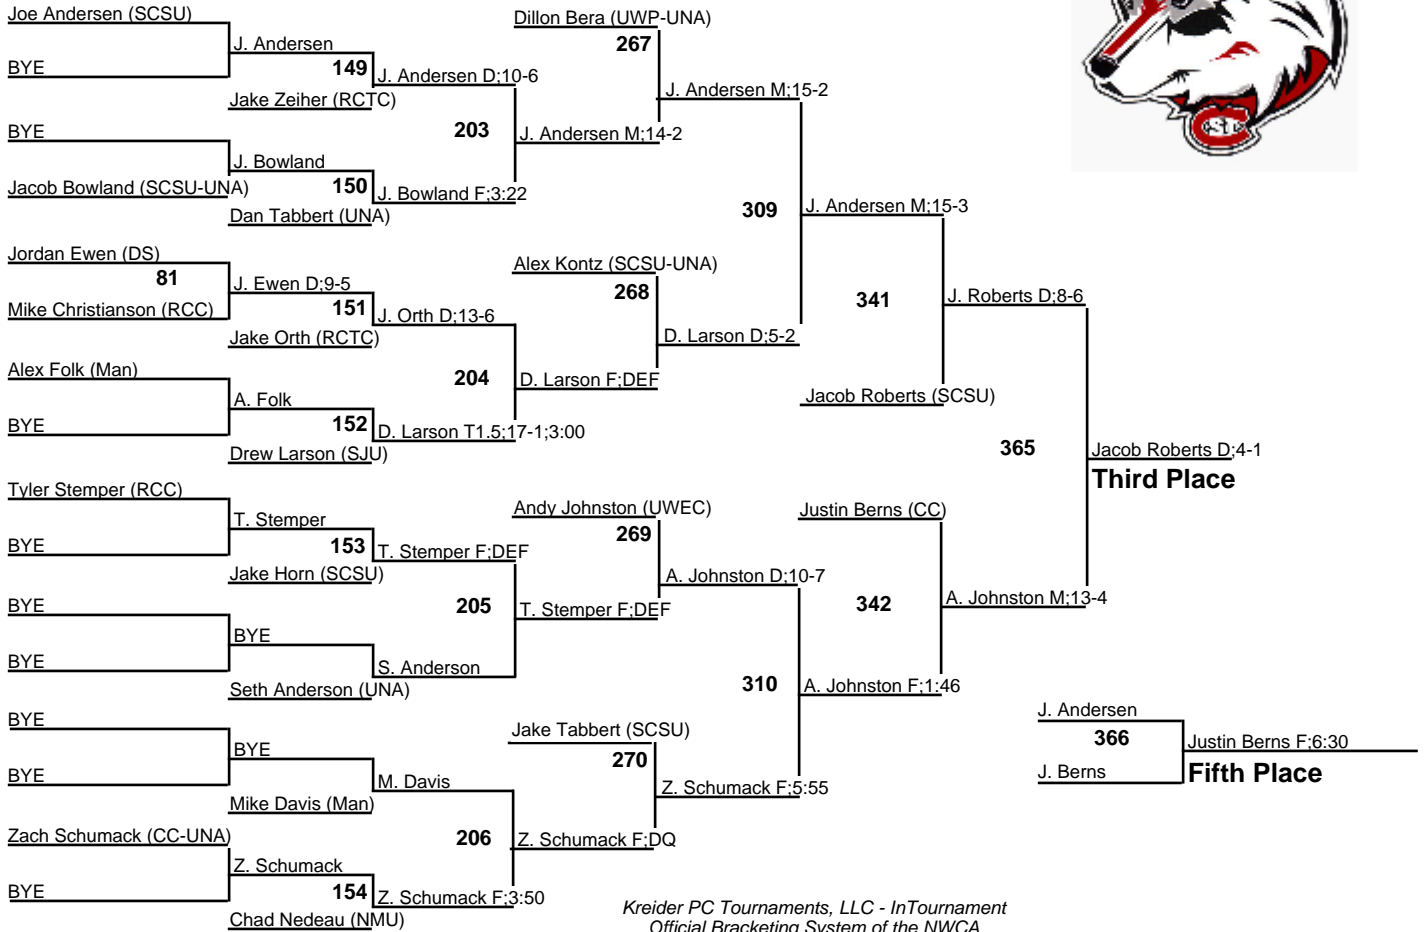 Joe Andersen (SCSU)
BYE
J. Andersen
149
Jake Zeiher (RCTC)
J. Andersen D;10-6
BYE
Jacob Bowland (SCSU-UNA)
J. Bowland
150
Dan Tabbert (UNA)
J. Bowland F;3:22
203
J. Andersen M;14-2
Dillon Bera (UWP-UNA)
267
J. Andersen M;15-2
Jordan Ewen (DS)
81
Mike Christianson (RCC)
J. Ewen D;9-5
151
Jake Orth (RCTC)
J. Orth D;13-6
Alex Folk (Man)
BYE
A. Folk
152
Drew Larson (SJU)
D. Larson T1.5;17-1;3:00
204
D. Larson F;DEF
Alex Kontz (SCSU-UNA)
268
D. Larson D;5-2
309
J. Andersen M;15-3
341
Jacob Roberts (SCSU)
J. Roberts D;8-6
Tyler Stemper (RCC)
BYE
T. Stemper
153
Jake Horn (SCSU)
T. Stemper F;DEF
BYE
BYE
BYE
Seth Anderson (UNA)
S. Anderson
205
T. Stemper F;DEF
Andy Johnston (UWEC)
269
A. Johnston D;10-7
BYE
BYE
BYE
Mike Davis (Man)
M. Davis
Zach Schumack (CC-UNA)
BYE
Z. Schumack
154
Chad Nedeau (NMU)
Z. Schumack F;3:50
206
Z. Schumack F;DQ
Jake Tabbert (SCSU)
270
Z. Schumack F;5:55
310
A. Johnston F;1:46
Justin Berns (CC)
342
A. Johnston M;13-4
365
Jacob Roberts D;4-1
Third Place
J. Andersen
366
J. Berns
Justin Berns F;6:30
Fifth Place
Kreider PC Tournaments, LLC - InTournament
Official Bracketing System of the NWCA